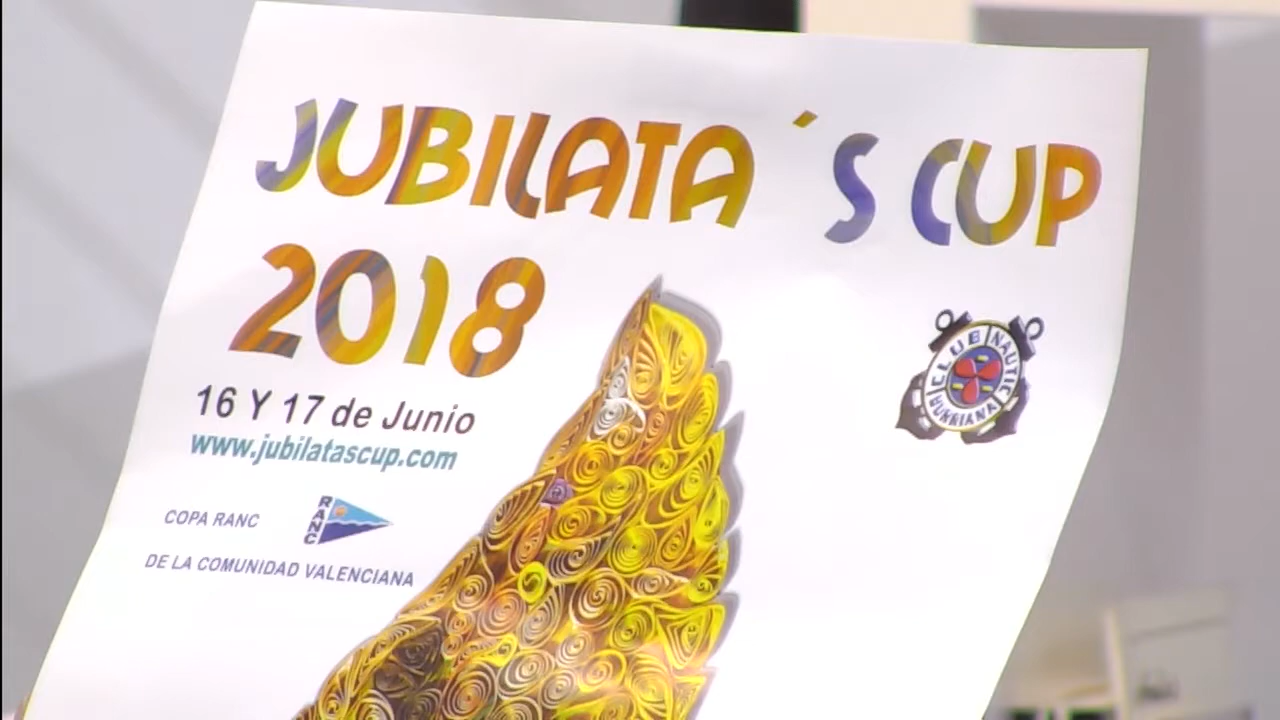 JUBILATA´S CUP
2018
16 Y 17 de Junio
www.jubilatascup.com
COPA RANC
RANC
DE LA COMUNIDAD VALENCIANA
CLUB NAUTIC
BURRIANA